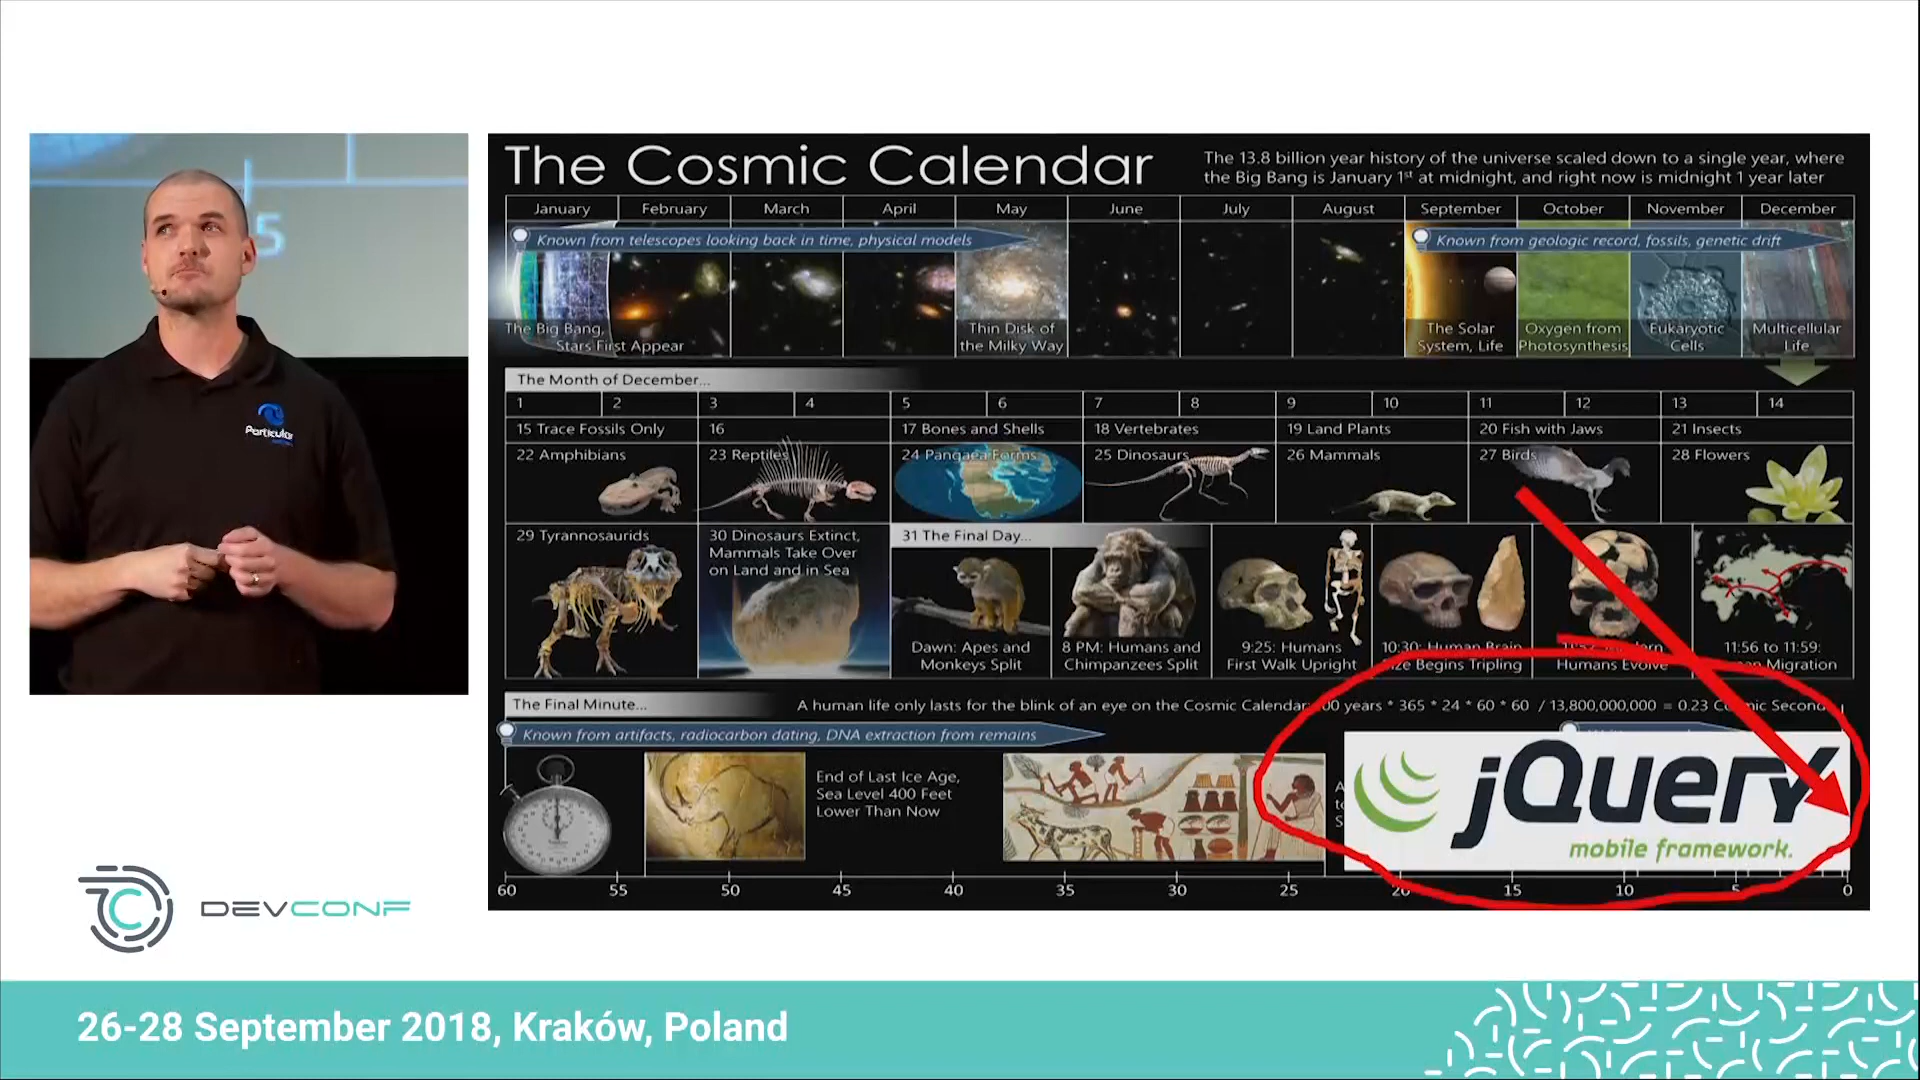 5
Particular
The Cosmic Calendar
The 13.8 billion year history of the universe scaled down to a single year, where
the Big Bang is January 1st at midnight, and right now is midnight 1 year later
January February March April May June July August September October November December
Known from telescopes looking back in time, physical models
Known from geologic record, fossils, genetic drift
The Big Bang,
Stars First Appear
Thin Disk of
the Milky Way
The Solar
System, Life
Oxygen from
Photosynthesis
Eukaryotic
Cells
Multicellular
Life
The Month of December...
1 2 3 4 5 6 7 8 9 10 11 12 13 14
15 Trace Fossils Only 16 17 Bones and Shells 18 Vertebrates 19 Land Plants 20 Fish with Jaws 21 Insects
22 Amphibians 23 Reptiles 24 Pangaea Forms 25 Dinosaurs 26 Mammals 27 Birds 28 Flowers
29 Tyrannosaurids
30 Dinosaurs Extinct,
Mammals Take Over
on Land and in Sea
31 The Final Day...
Dawn: Apes and
Monkeys Split
8 PM: Humans and
Chimpanzees Split
9:25: Humans
First Walk Upright
10:30: Human Brain
Begins Tripling
Humans Evolve
11:56 to 11:59:
Migration
The Final Minute...
A human life only lasts for the blink of an eye on the Cosmic Calendar: years * 365 * 24 * 60 * 60 / 13,800,000,000 = 0.23 Second
Known from artifacts, radiocarbon dating, DNA extraction from remains
End of Last Ice Age,
Sea Level 400 Feet
Lower Than Now
jQuery
mobile framework.
60 55 50 45 40 35 30 25 20 15 10 5 0
DEVCONF
26-28 September 2018, Kraków, Poland